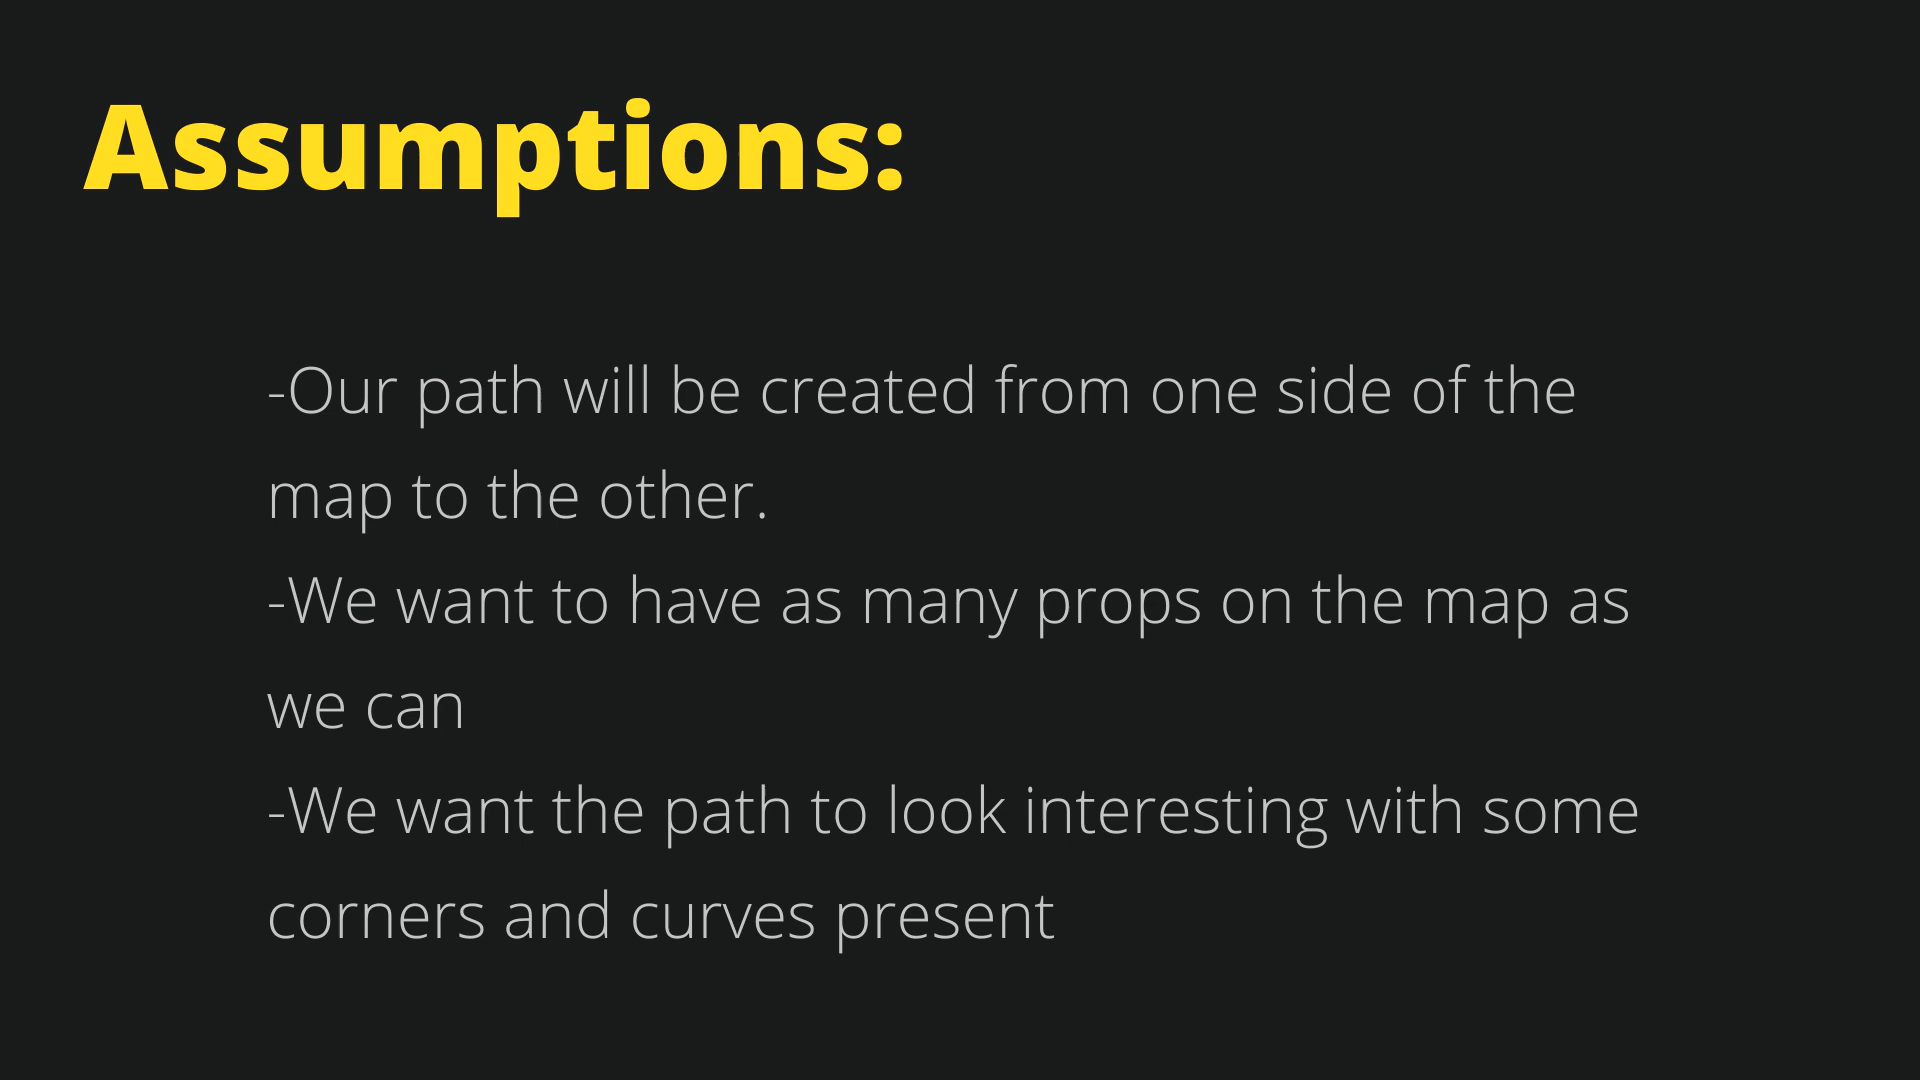 Assumptions:
-Our path will be created from one side of the
map to the other.
-We want to have as many props on the map as
we can
-We want the path to look interesting with some
corners and curves present